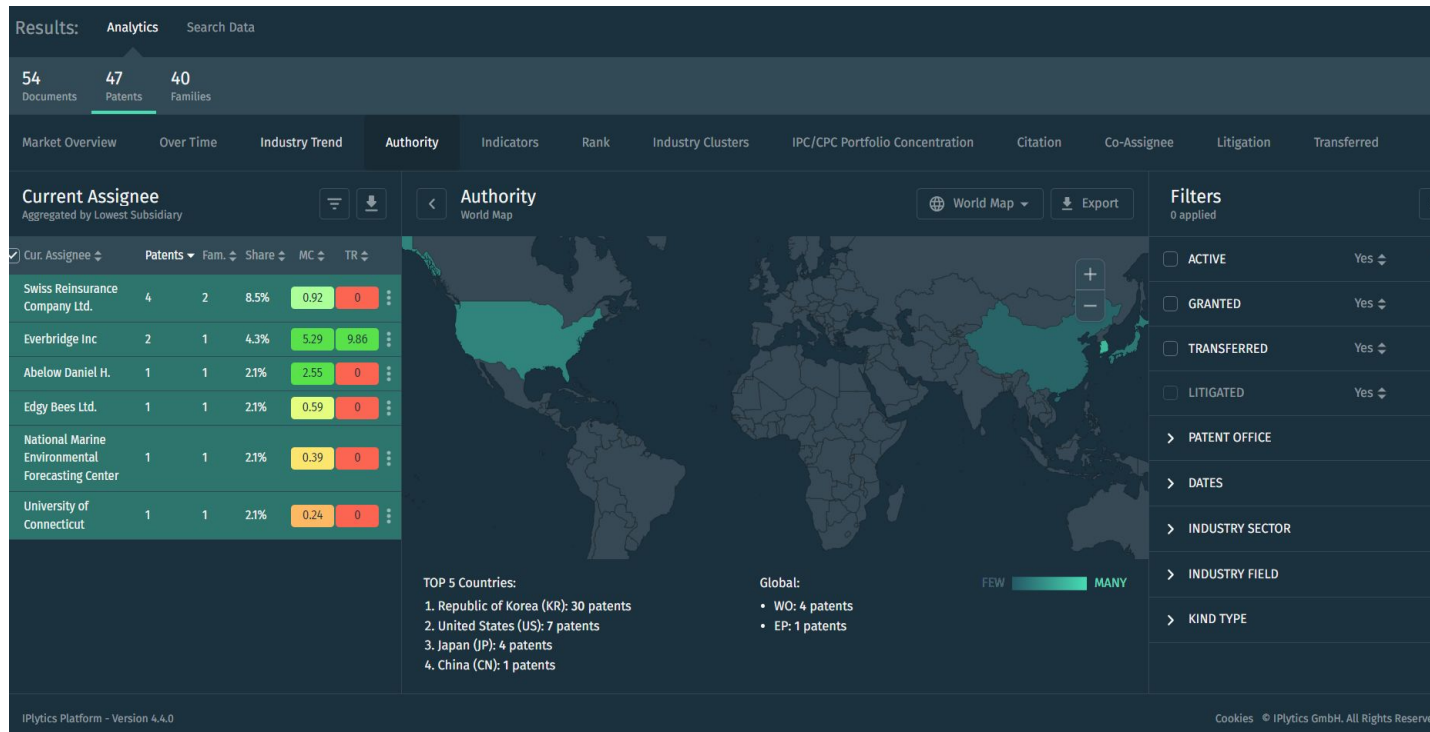 Results: Analytics Search Data
54 47 40
Documents Patents Families
Market Overview Over Time Industry Trend Authority Indicators Rank Industry Clusters IPC/CPC Portfolio Concentration Citation Co-Assignee Litigation Transferred
Current Assignee
Aggregated by Lowest Subsidiary
Cur. Assignee Patents Fam. Share MC TR
Swiss Reinsurance
Company Ltd.
4 2 8.5% 0.92 0
Everbridge Inc 2 1 4.3% 5.29 9.86
Abelow Daniel H. 1 1 2.1% 2.55 0
Edgy Bees Ltd. 1 1 2.1% 0.59 0
National Marine
Environmental
Forecasting Center
1 1 2.1% 0.39 0
University of
Connecticut
1 1 2.1% 0.24 0
Authority
World Map
World Map Export
+
−
TOP 5 Countries:
1. Republic of Korea (KR): 30 patents
2. United States (US): 7 patents
3. Japan (JP): 4 patents
4. China (CN): 1 patents
Global:
• WO: 4 patents
• EP: 1 patents
FEW MANY
Filters
0 applied
ACTIVE Yes
GRANTED Yes
TRANSFERRED Yes
LITIGATED Yes
PATENT OFFICE
DATES
INDUSTRY SECTOR
INDUSTRY FIELD
KIND TYPE
IPlytics Platform - Version 4.4.0
Cookies © IPlytics GmbH. All Rights Reserve